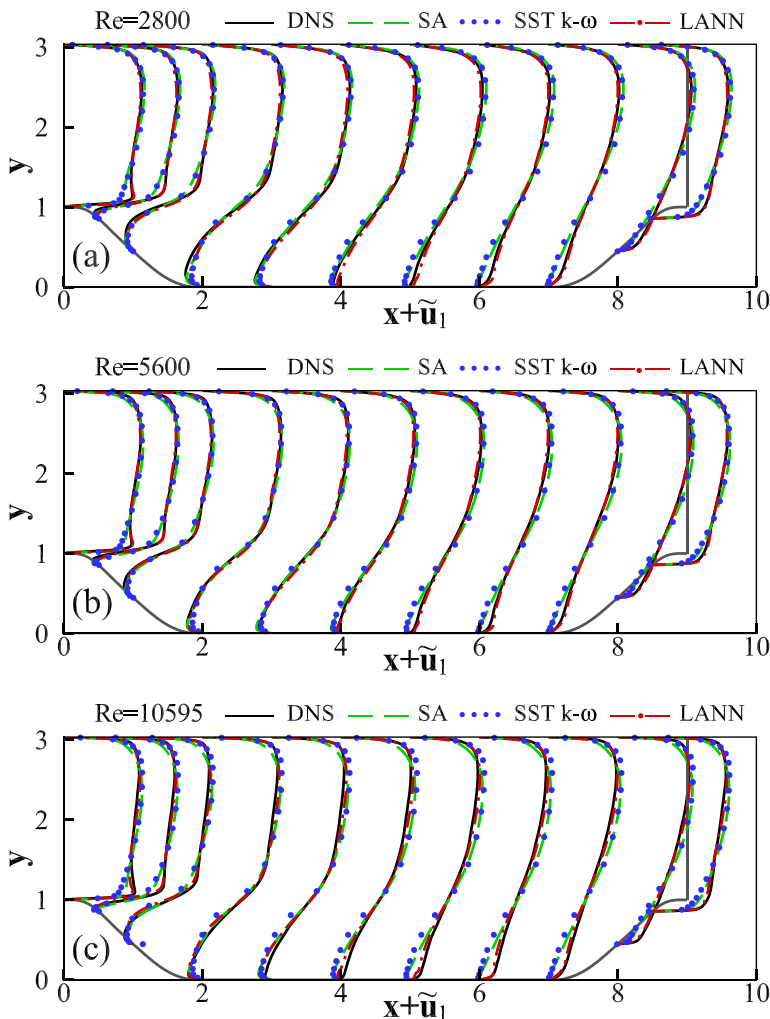 Re=2800 DNS SA SST k-ω LANN
3
2
y
1
(a)
0
0 2 4 6 8 10
x+ũ₁
Re=5600 DNS SA SST k-ω LANN
3
2
y
1
(b)
0
0 2 4 6 8 10
x+ũ₁
Re=10595 DNS SA SST k-ω LANN
3
2
y
1
(c)
0
0 2 4 6 8 10
x+ũ₁